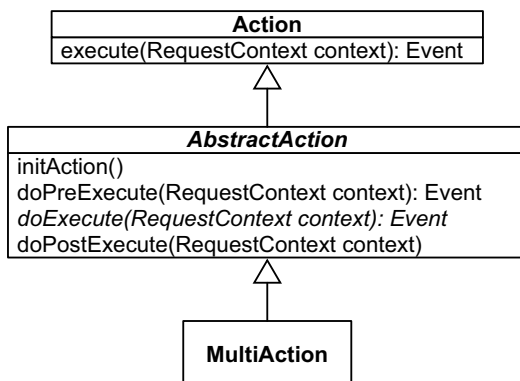 Action
execute(RequestContext context): Event
AbstractAction
initAction()
doPreExecute(RequestContext context): Event
doExecute(RequestContext context): Event
doPostExecute(RequestContext context)
MultiAction